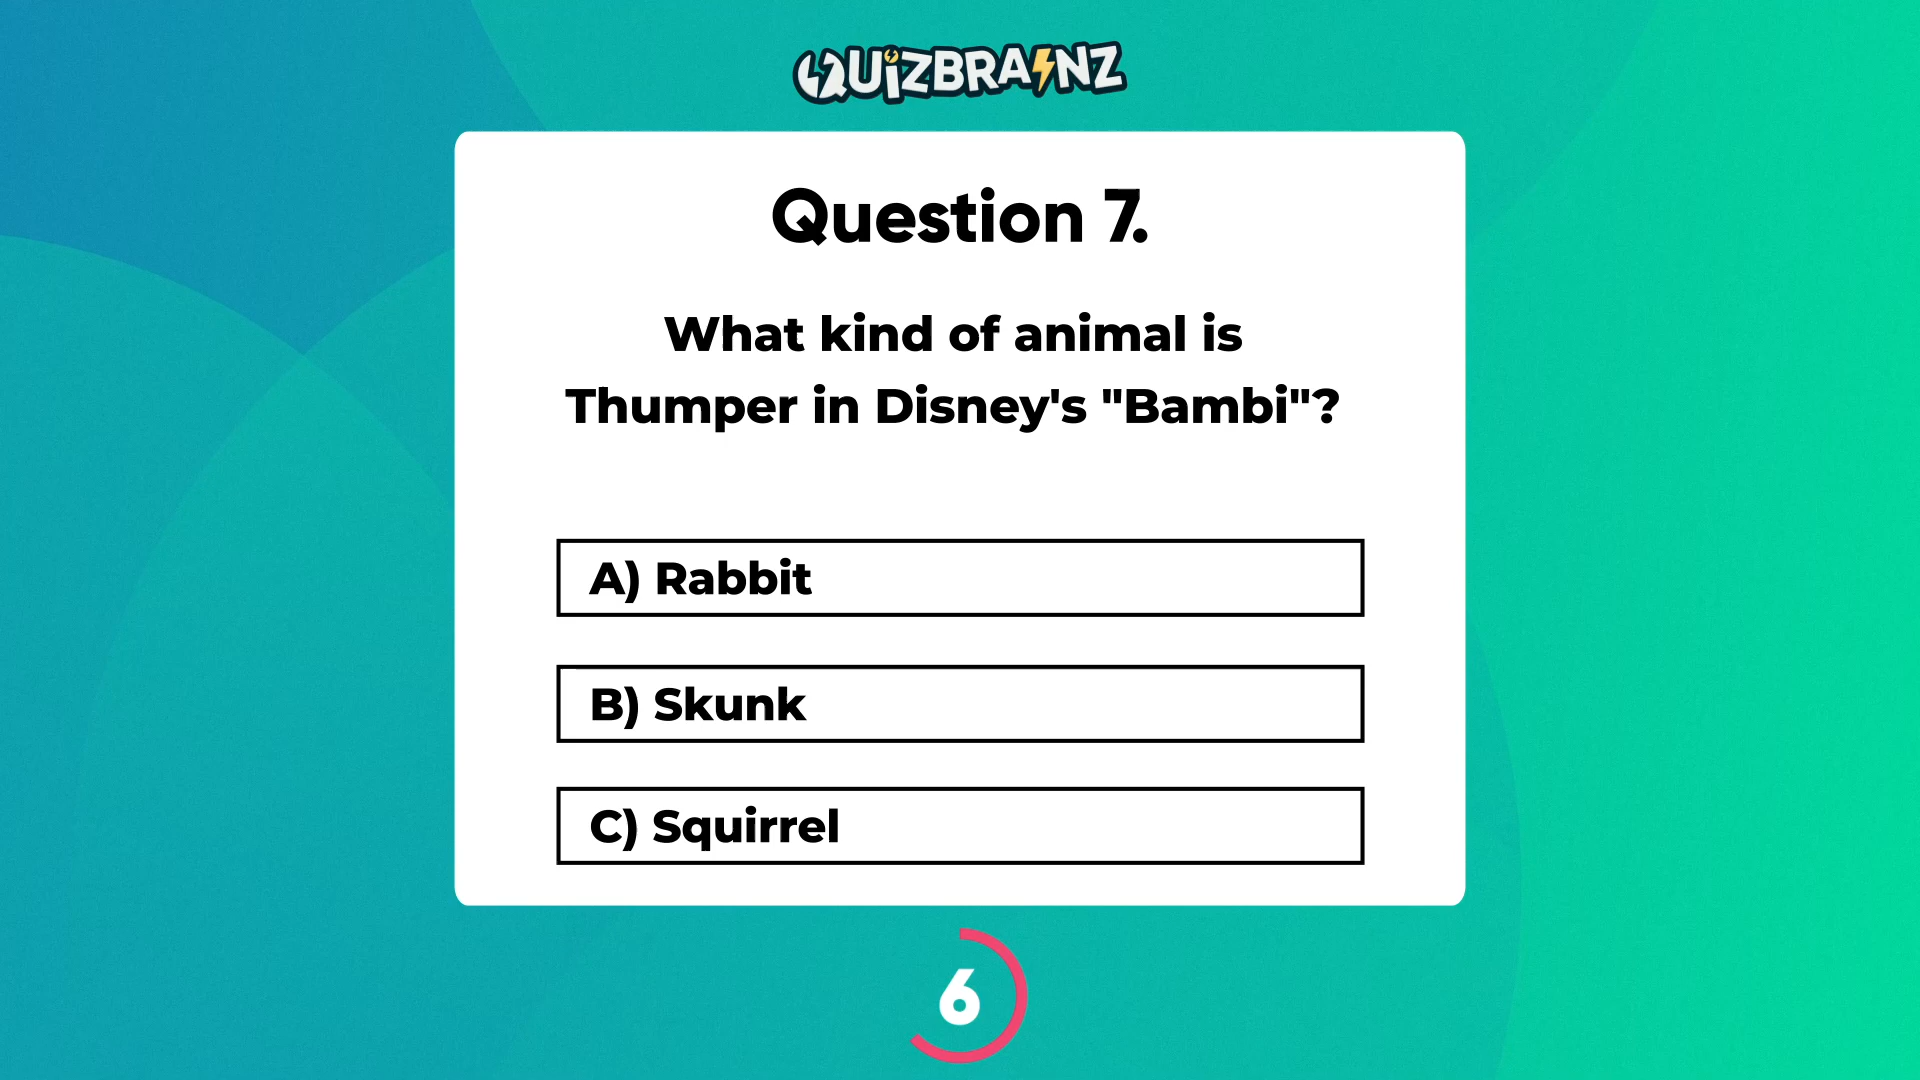 QUIZBRAINZ
Question 7.
What kind of animal is
Thumper in Disney's "Bambi"?
A) Rabbit
B) Skunk
C) Squirrel
6